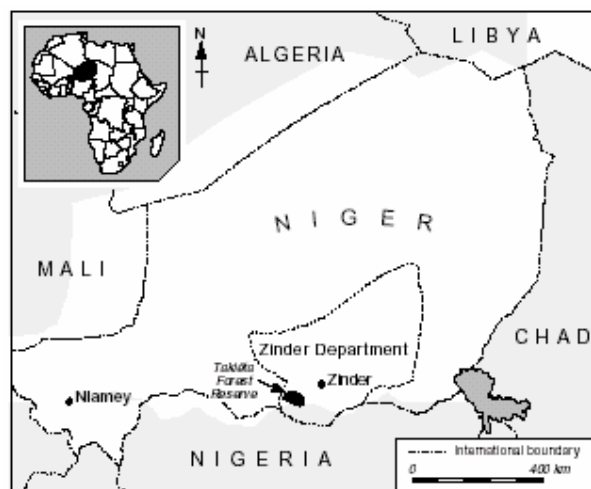 LIBYA
N
ALGERIA
NIGER
MALI
CHAD
Zinder Department
Takiéta
Forest
Reserve
Zinder
Niamey
NIGERIA
International boundary
0 400 km